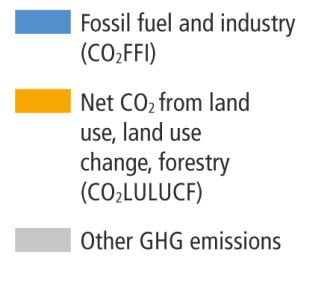 Fossil fuel and industry
(CO₂FFI)
Net CO₂ from land
use, land use
change, forestry
(CO₂LULUCF)
Other GHG emissions